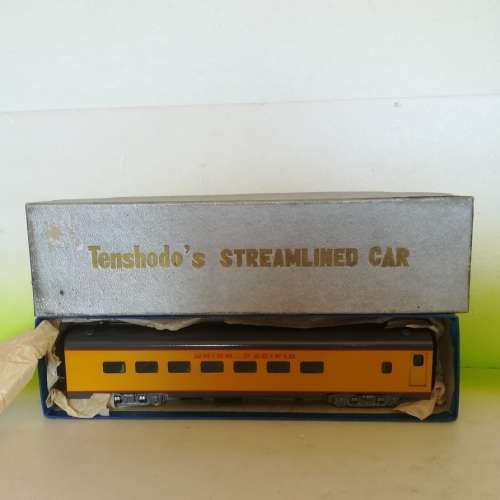 Tenshodo's STREAMLINED CAR
UNION PACIFIC